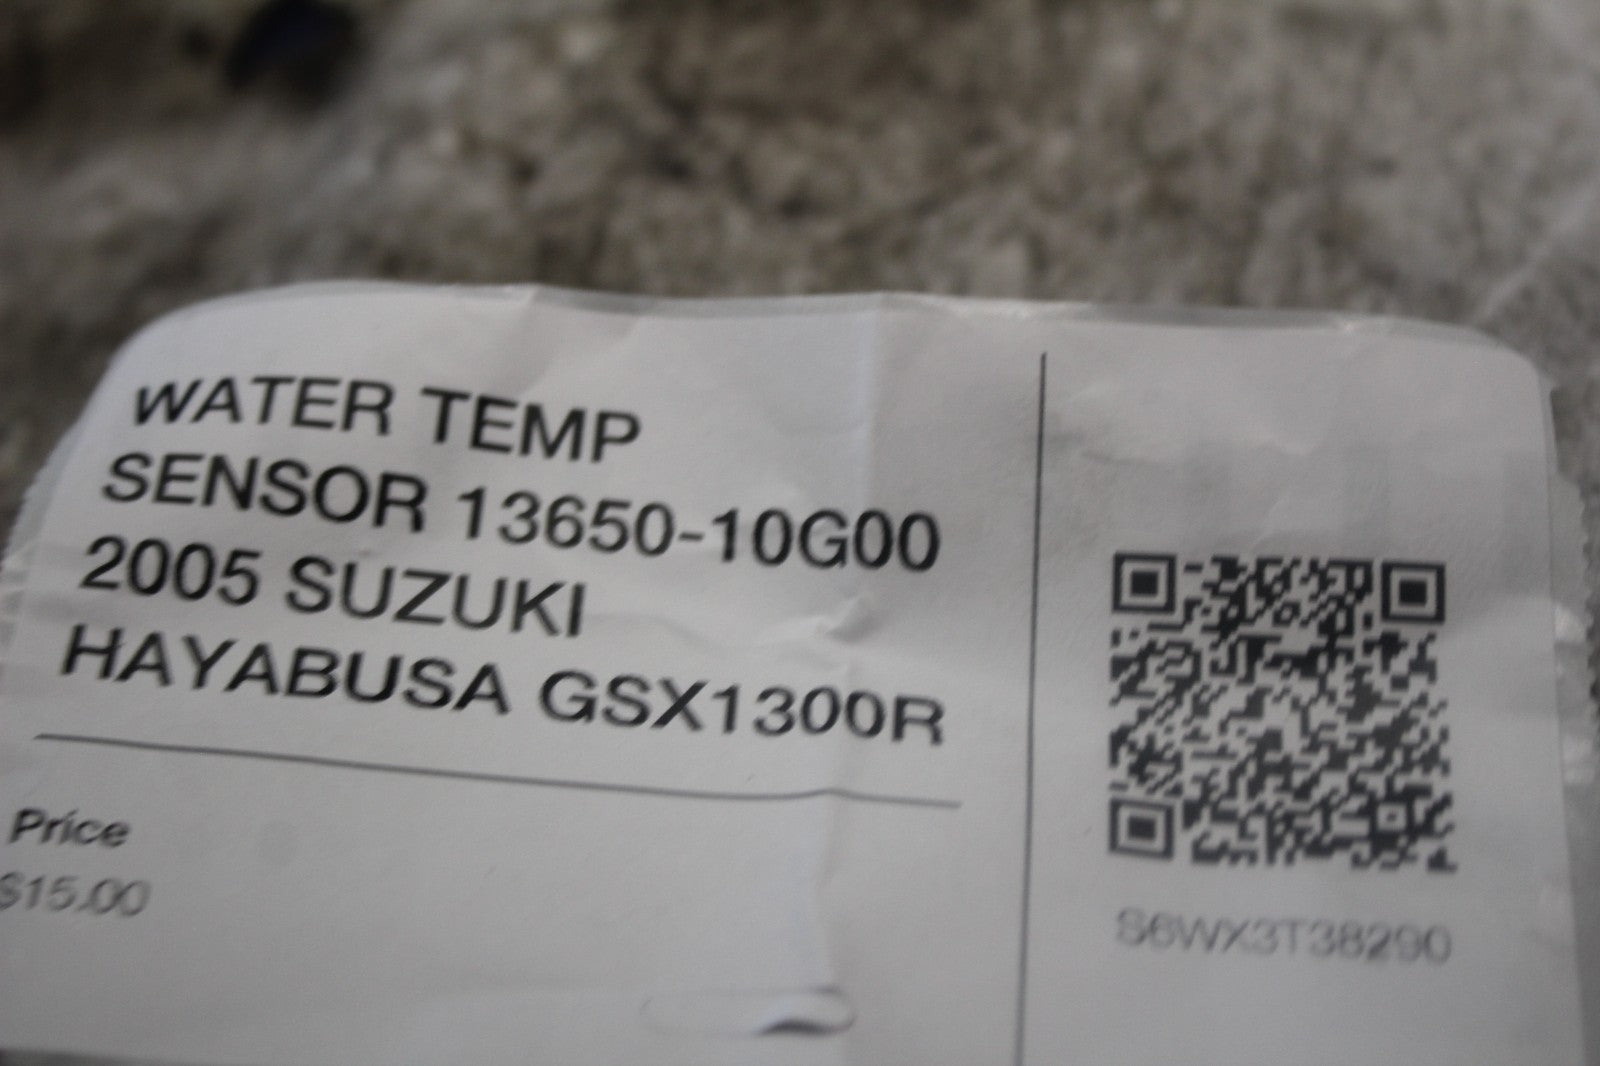 WATER TEMP
SENSOR 13650-10G00
2005 SUZUKI
HAYABUSA GSX1300R
Price
$15.00
S6WX3T38290